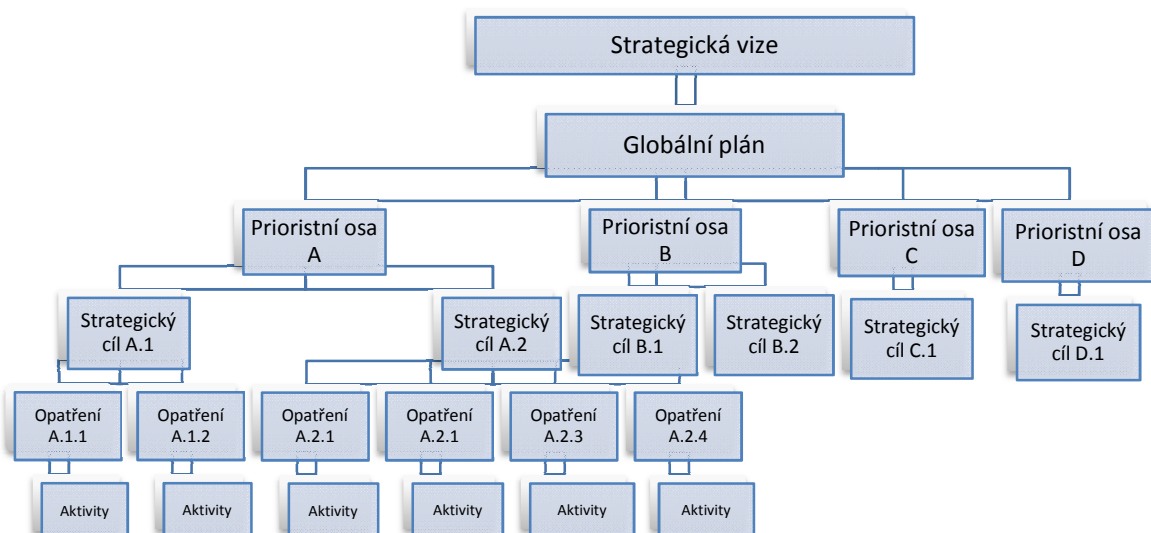 Strategická vize
Globální plán
Prioristní osa
A
Prioristní osa
B
Prioristní osa
C
Prioristní osa
D
Strategický
cíl A.1
Strategický
cíl A.2
Strategický
cíl B.1
Strategický
cíl B.2
Strategický
cíl C.1
Strategický
cíl D.1
Opatření
A.1.1
Opatření
A.1.2
Opatření
A.2.1
Opatření
A.2.1
Opatření
A.2.3
Opatření
A.2.4
Aktivity
Aktivity
Aktivity
Aktivity
Aktivity
Aktivity